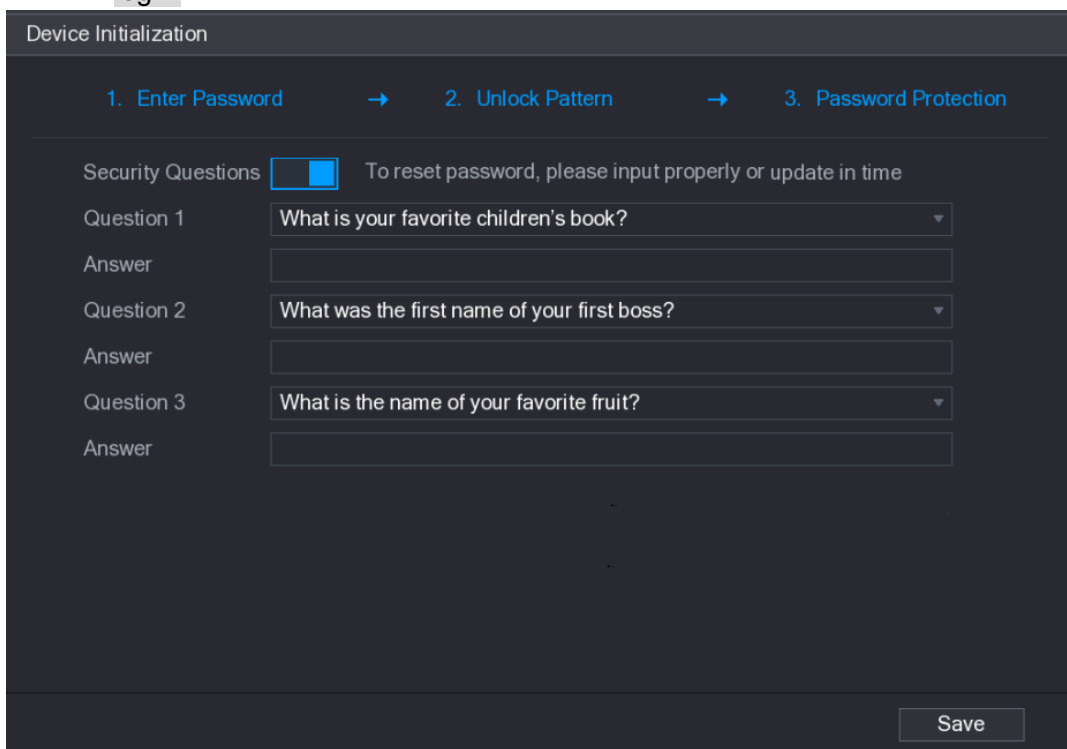 Device Initialization
1. Enter Password → 2. Unlock Pattern → 3. Password Protection
Security Questions To reset password, please input properly or update in time
Question 1 What is your favorite children's book?
Answer
Question 2 What was the first name of your first boss?
Answer
Question 3 What is the name of your favorite fruit?
Answer
Save